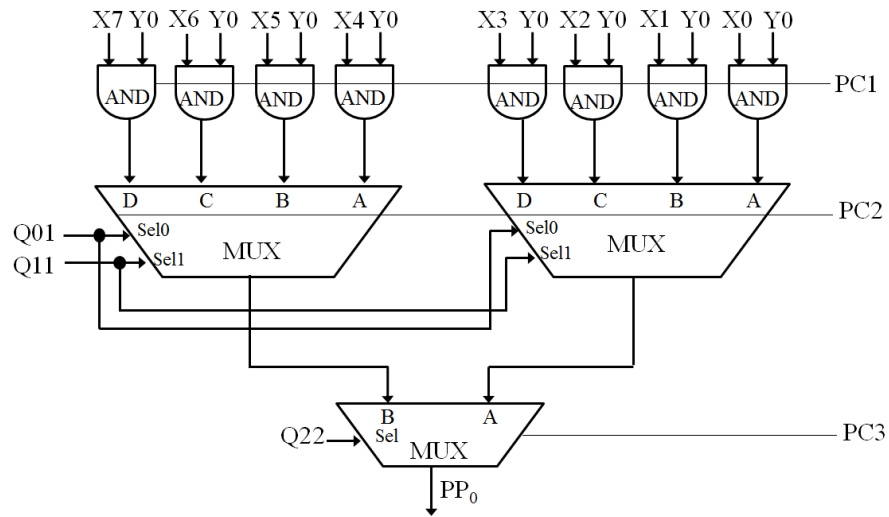 X7 Y0 X6 Y0 X5 Y0 X4 Y0 X3 Y0 X2 Y0 X1 Y0 X0 Y0
AND AND AND AND AND AND AND AND PC1
D C B A D C B A PC2
Q01 Sel0 MUX Sel0 MUX
Q11 Sel1 Sel1
B A
Q22 Sel MUX PC3
PP0